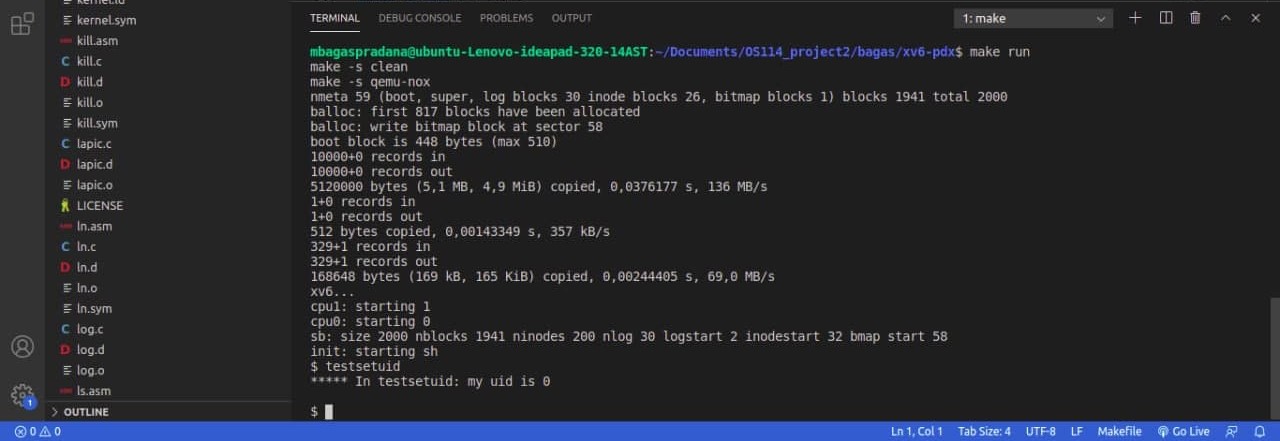 kernel.ld
kernel.sym
kill.asm
kill.c
kill.d
kill.o
kill.sym
lapic.c
lapic.d
lapic.o
LICENSE
ln.asm
ln.c
ln.d
ln.o
ln.sym
log.c
log.d
log.o
ls.asm
OUTLINE
TERMINAL DEBUG CONSOLE PROBLEMS OUTPUT 1: make
mbagaspradana@ubuntu-Lenovo-ideapad-320-14AST:~/Documents/OS114_project2/bagas/xv6-pdx$ make run
make -s clean
make -s qemu-nox
nmeta 59 (boot, super, log blocks 30 inode blocks 26, bitmap blocks 1) blocks 1941 total 2000
balloc: first 817 blocks have been allocated
balloc: write bitmap block at sector 58
boot block is 448 bytes (max 510)
10000+0 records in
10000+0 records out
5120000 bytes (5,1 MB, 4,9 MiB) copied, 0,0376177 s, 136 MB/s
1+0 records in
1+0 records out
512 bytes copied, 0,00143349 s, 357 kB/s
329+1 records in
329+1 records out
168648 bytes (169 kB, 165 KiB) copied, 0,00244405 s, 69,0 MB/s
xv6...
cpu1: starting 1
cpu0: starting 0
sb: size 2000 nblocks 1941 ninodes 200 nlog 30 logstart 2 inodestart 32 bmap start 58
init: starting sh
$ testsetuid
***** In testsetuid: my uid is 0
$
1
0 0 Ln 1, Col 1 Tab Size: 4 UTF-8 LF Makefile Go Live